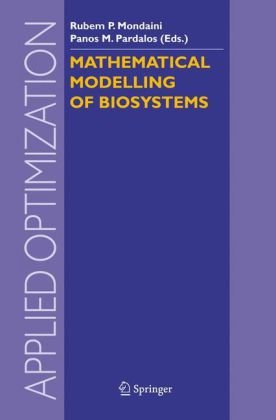 Rubem P. Mondaini
Panos M. Pardalos (Eds.)
MATHEMATICAL
MODELLING
OF BIOSYSTEMS
APPLIED OPTIMIZATION
Springer